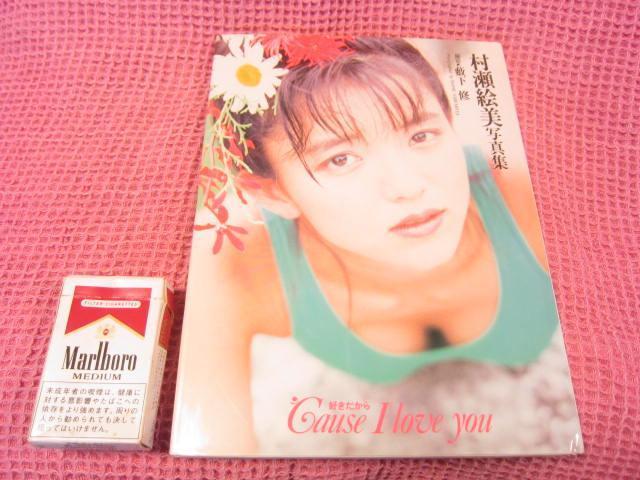 村瀬絵美写真集
撮影・藪下 修
好きだから
'Cause I love you
FILTER CIGARETTES
Marlboro
MEDIUM
未成年者の喫煙は、健康に
対する悪影響やたばこへの
依存をより強めます。周りの
人から勧められても決して
吸ってはいけません。